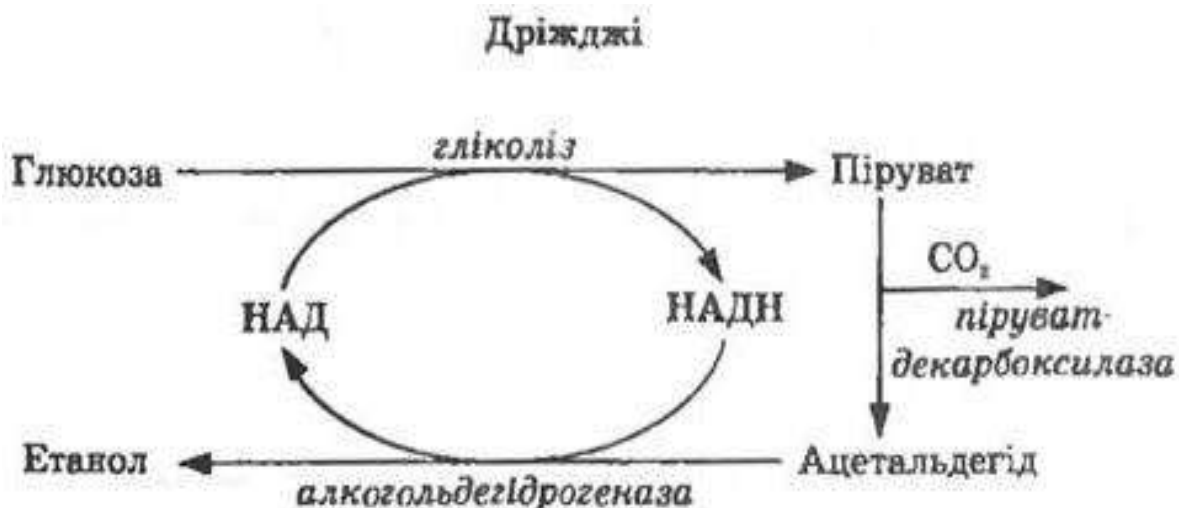 Дріжджі
гліколіз
Глюкоза
Піруват
CO₂
НАД
НАДН
піруват-
декарбоксилаза
Етанол
Ацетальдегід
алкогольдегідрогеназа